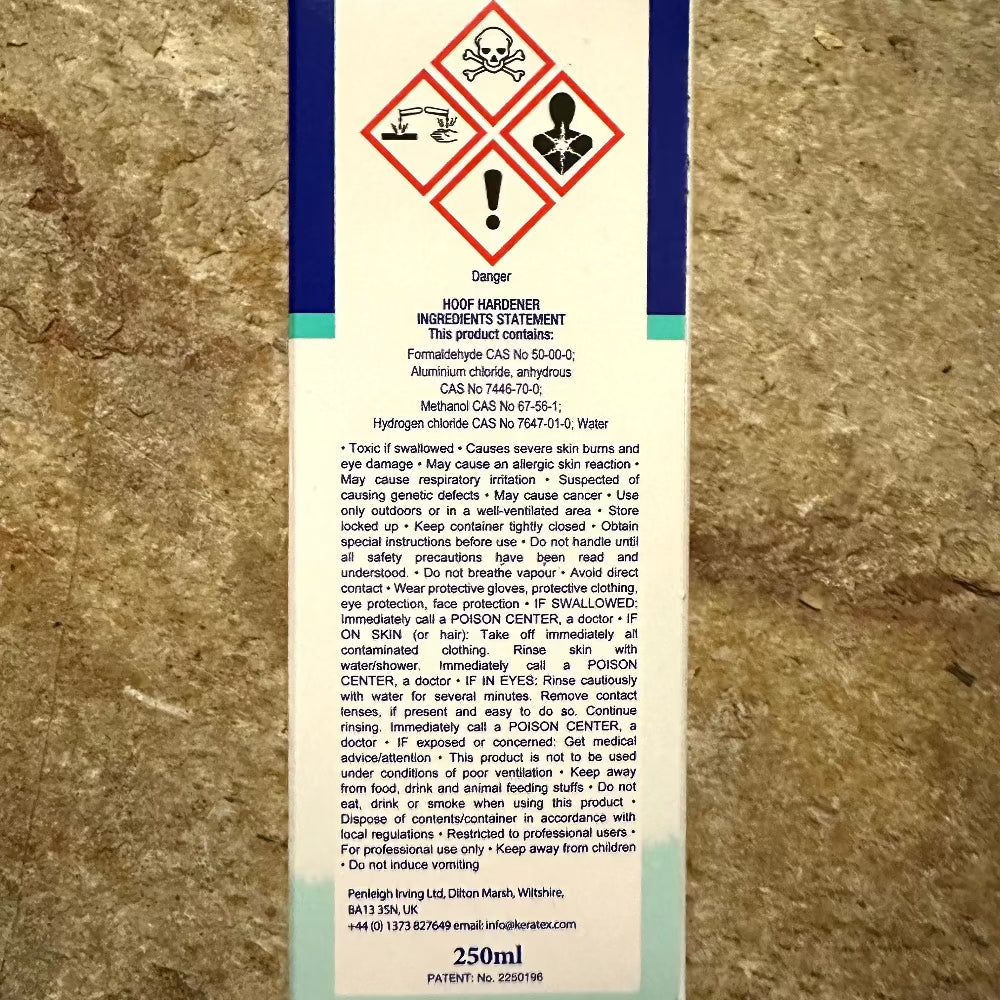 Danger
HOOF HARDENER
INGREDIENTS STATEMENT
This product contains:
Formaldehyde CAS No 50-00-0;
Aluminium chloride, anhydrous
CAS No 7446-70-0;
Methanol CAS No 67-56-1;
Hydrogen chloride CAS No 7647-01-0; Water
• Toxic if swallowed • Causes severe skin burns and
eye damage • May cause an allergic skin reaction •
May cause respiratory irritation • Suspected of
causing genetic defects • May cause cancer • Use
only outdoors or in a well-ventilated area • Store
locked up • Keep container tightly closed • Obtain
special instructions before use • Do not handle until
all safety precautions have been read and
understood. • Do not breathe vapour • Avoid direct
contact • Wear protective gloves, protective clothing,
eye protection, face protection • IF SWALLOWED:
Immediately call a POISON CENTER, a doctor • IF
ON SKIN (or hair): Take off immediately all
contaminated clothing. Rinse skin with
water/shower. Immediately call a POISON
CENTER, a doctor • IF IN EYES: Rinse cautiously
with water for several minutes. Remove contact
lenses, if present and easy to do so. Continue
rinsing. Immediately call a POISON CENTER, a
doctor • IF exposed or concerned: Get medical
advice/attention • This product is not to be used
under conditions of poor ventilation • Keep away
from food, drink and animal feeding stuffs • Do not
eat, drink or smoke when using this product •
Dispose of contents/container in accordance with
local regulations • Restricted to professional users •
For professional use only • Keep away from children
• Do not induce vomiting
Penleigh Irving Ltd, Dilton Marsh, Wiltshire,
BA13 3SN, UK
+44 (0) 1373 827649 email: info@keratex.com
250ml
PATENT: No. 2250196